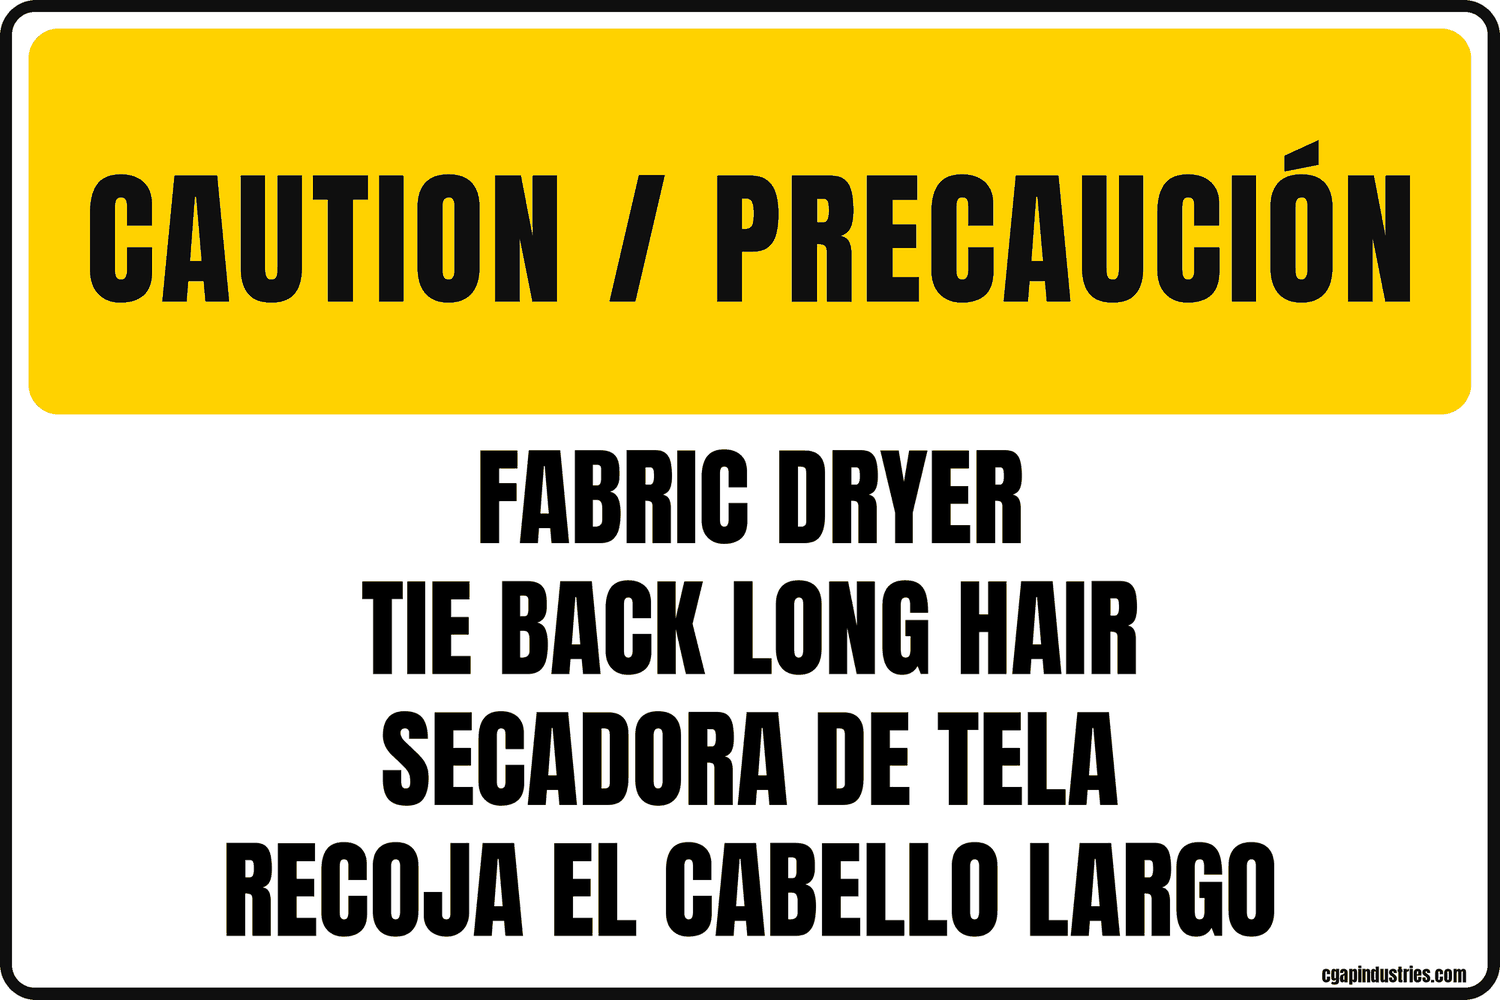 CAUTION / PRECAUCIÓN
FABRIC DRYER
TIE BACK LONG HAIR
SECADORA DE TELA
RECOJA EL CABELLO LARGO
cgapindustries.com